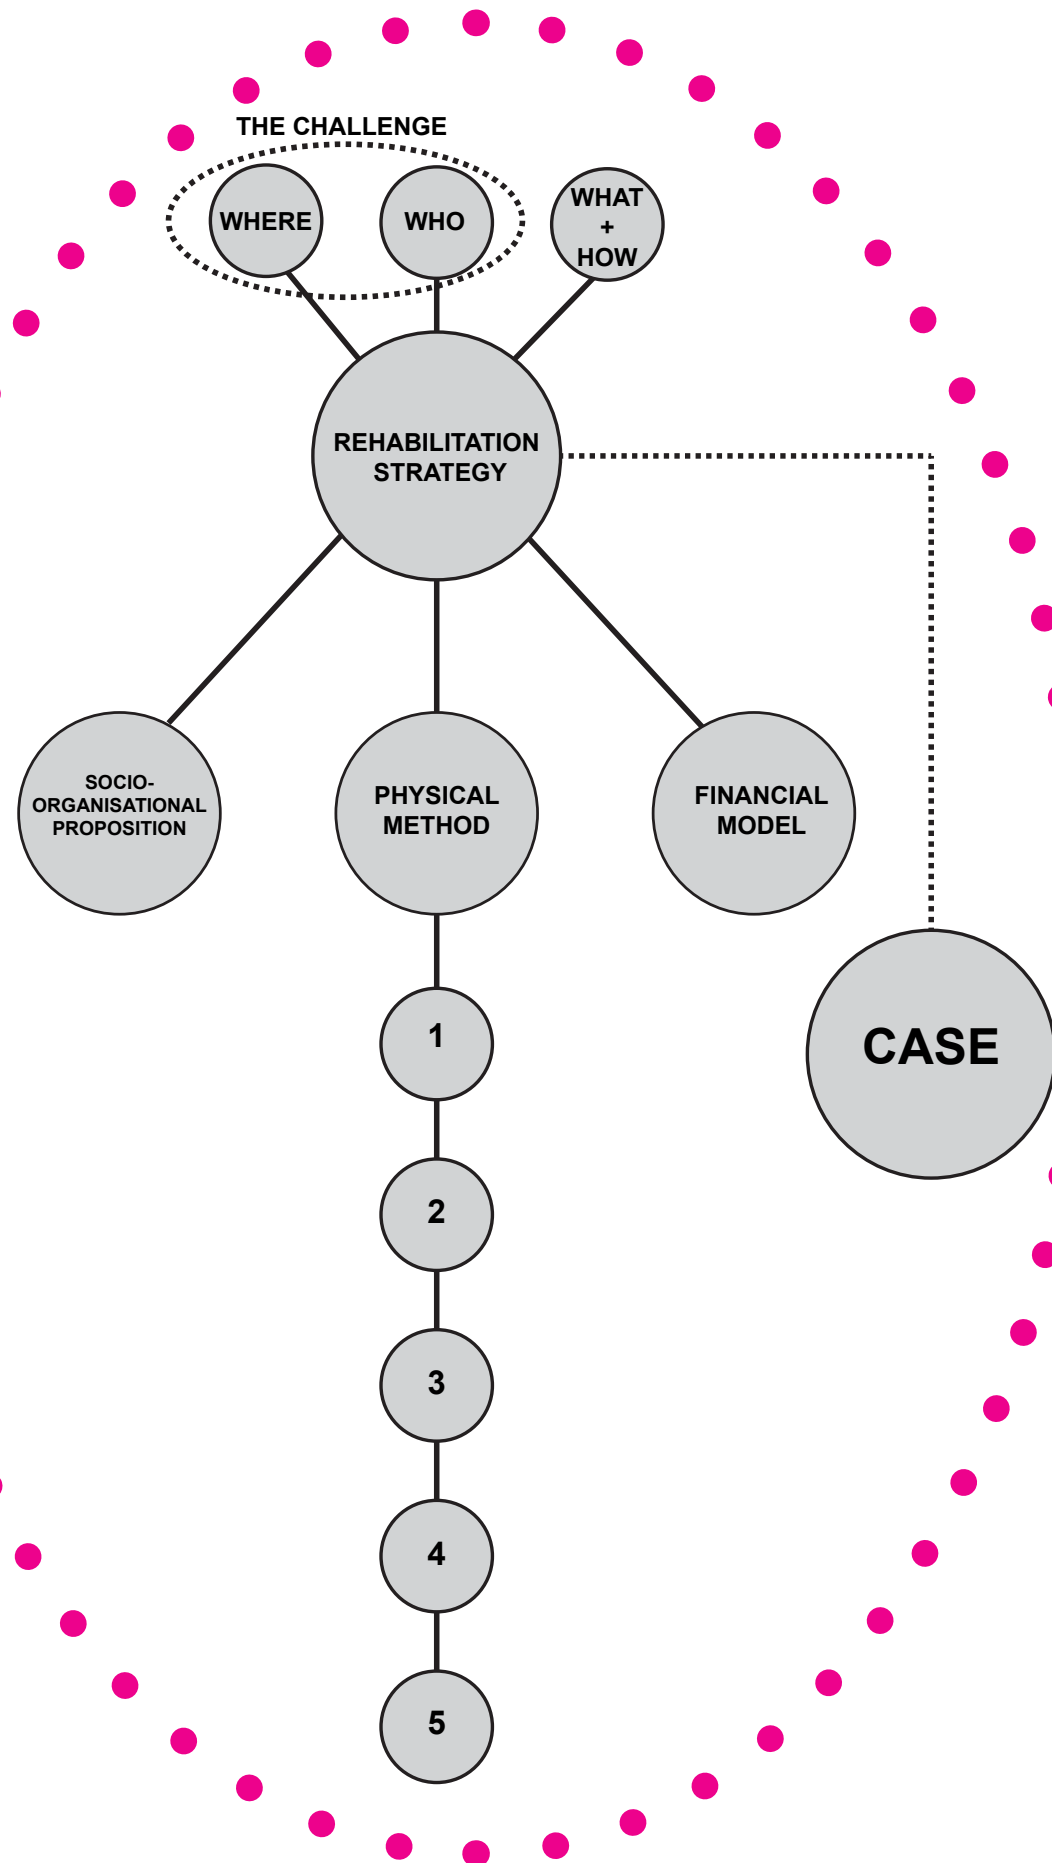 THE CHALLENGE
WHERE
WHO
WHAT
+
HOW
REHABILITATION
STRATEGY
SOCIO-
ORGANISATIONAL
PROPOSITION
PHYSICAL
METHOD
FINANCIAL
MODEL
CASE
1
2
3
4
5